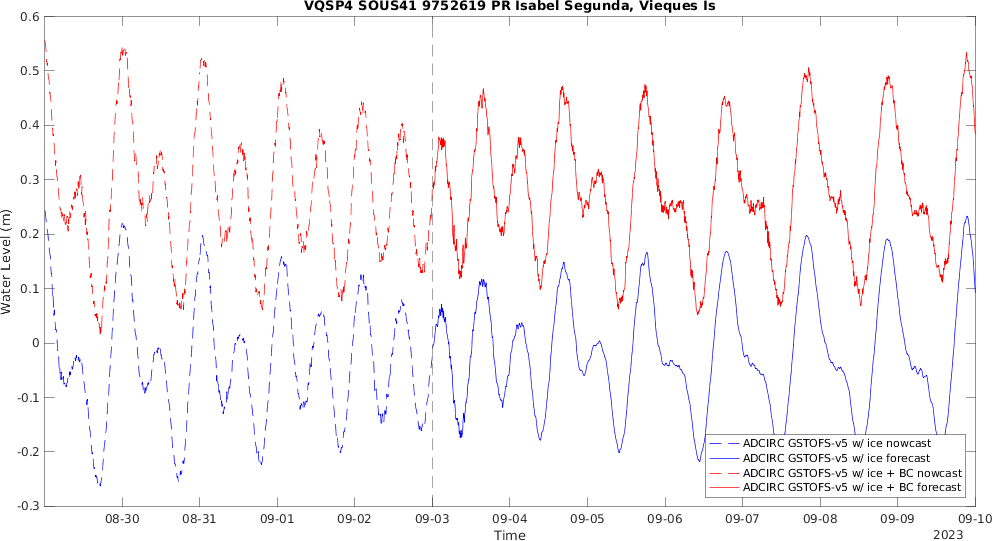 VQSP4 SOUS41 9752619 PR Isabel Segunda, Vieques Is
0.6
0.5
0.4
0.3
0.2
0.1
0
-0.1
-0.2
-0.3
Water Level (m)
08-30 08-31 09-01 09-02 09-03 09-04 09-05 09-06 09-07 09-08 09-09 09-10
Time
2023
ADCIRC GSTOFS-v5 w/ ice nowcast
ADCIRC GSTOFS-v5 w/ ice forecast
ADCIRC GSTOFS-v5 w/ ice + BC nowcast
ADCIRC GSTOFS-v5 w/ ice + BC forecast